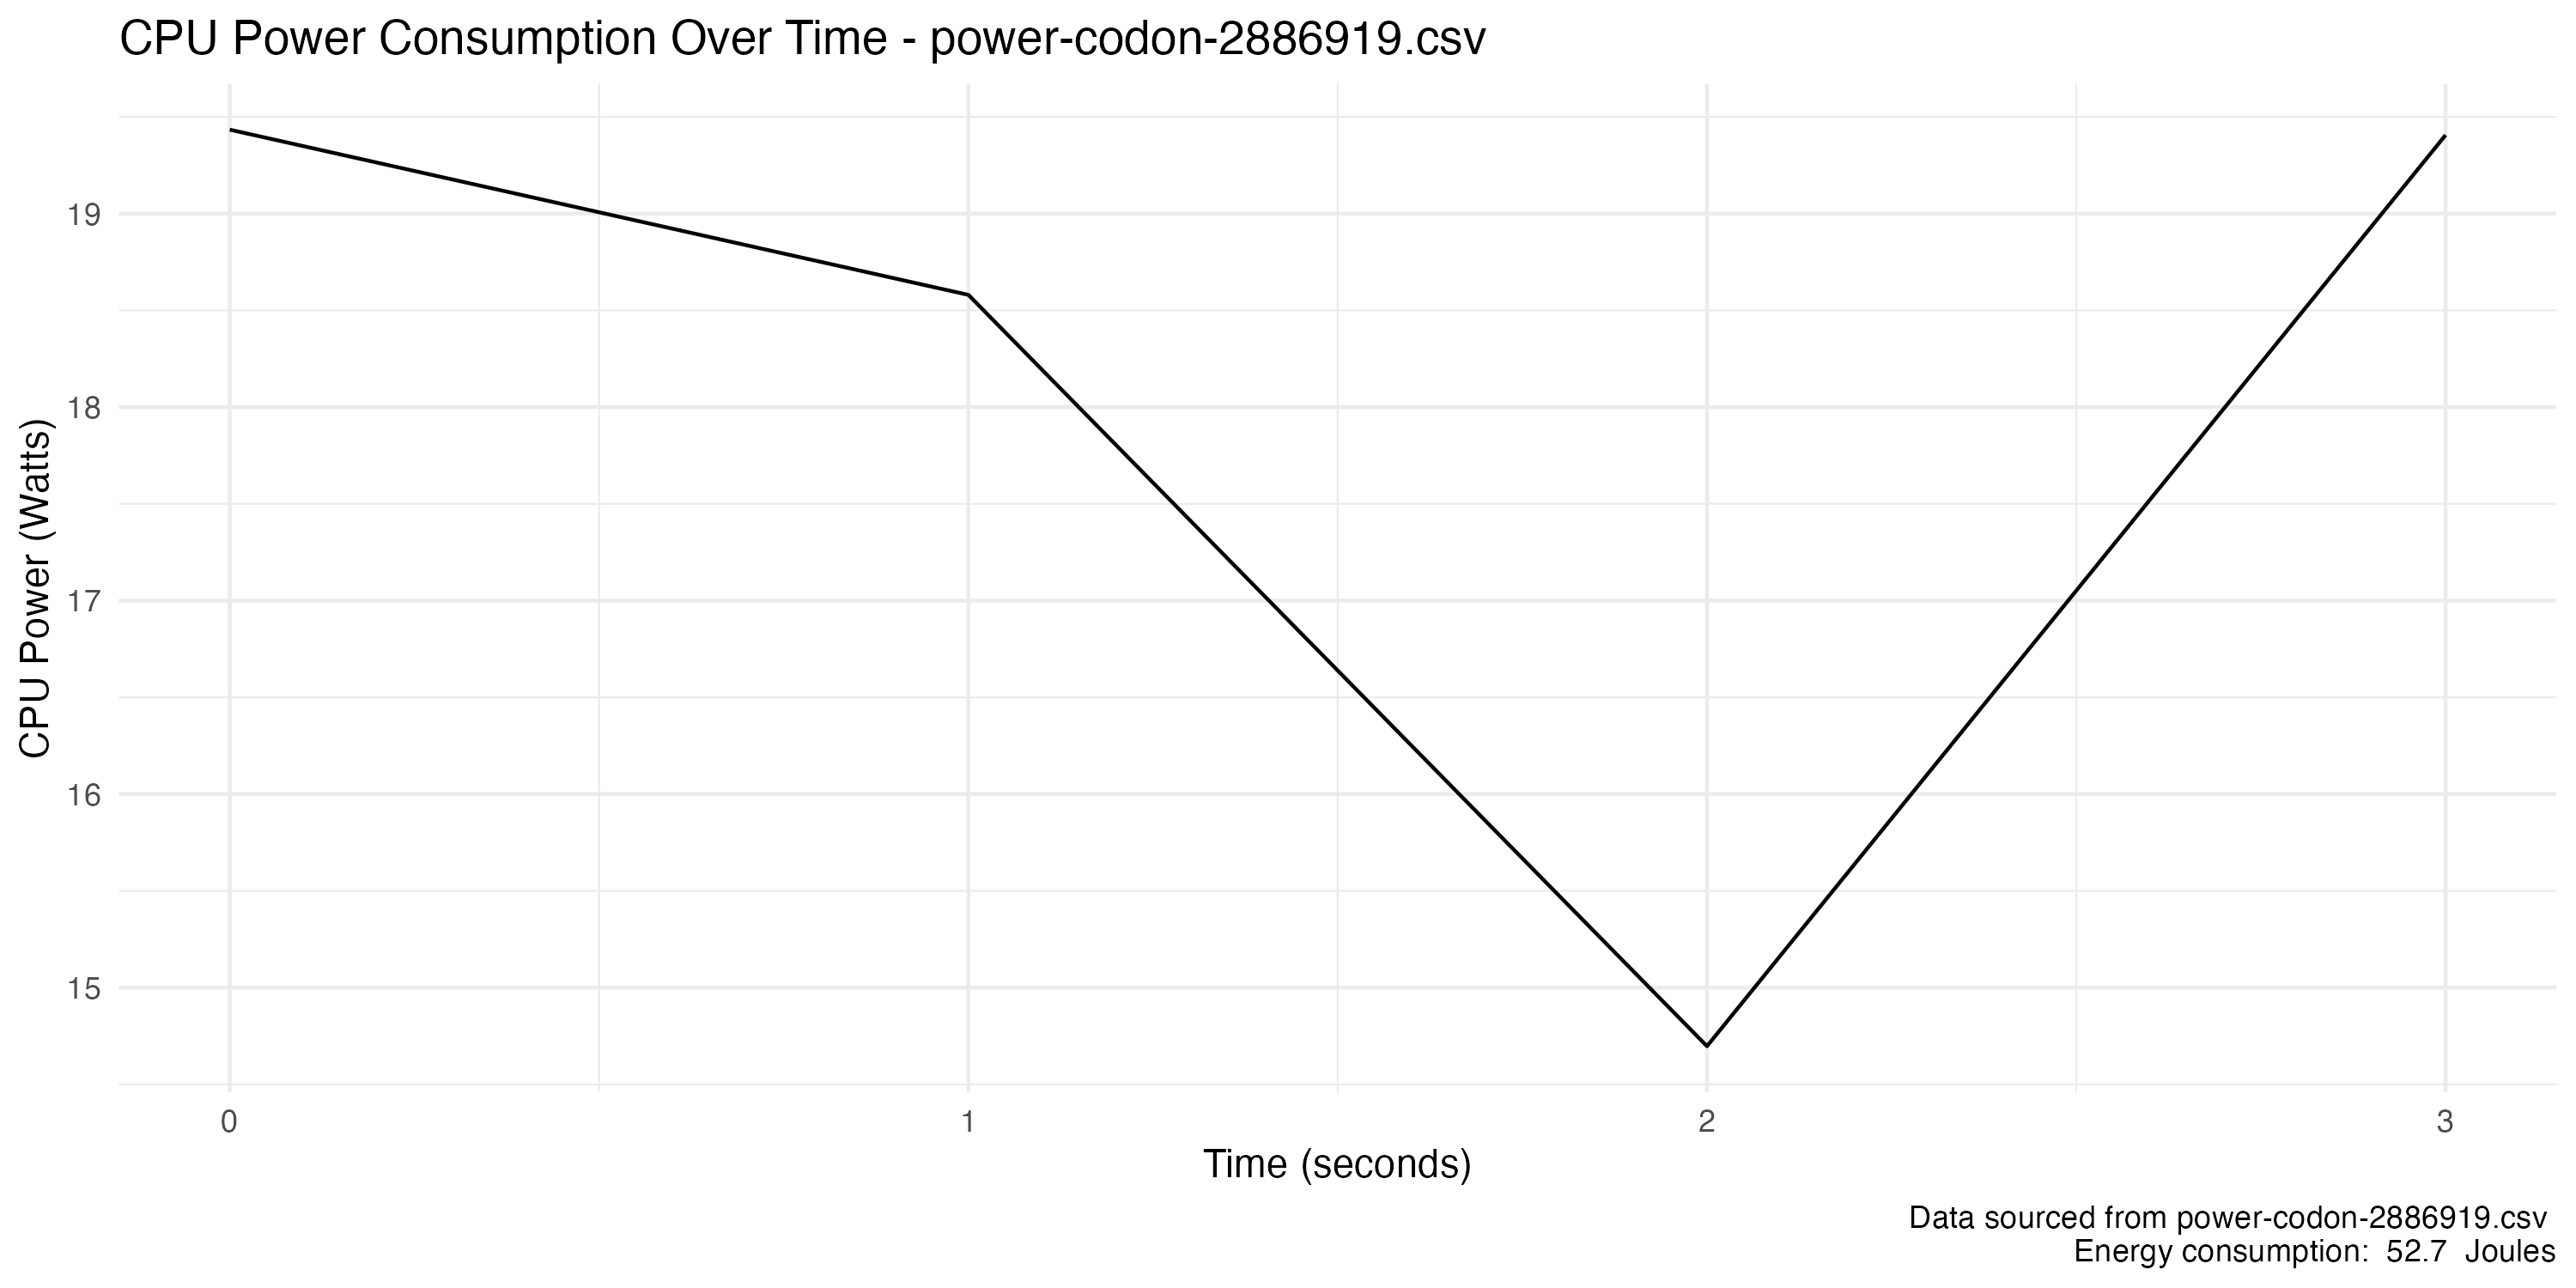 CPU Power Consumption Over Time - power-codon-2886919.csv
CPU Power (Watts)
19
18
17
16
15
0 1 2 3
Time (seconds)
Data sourced from power-codon-2886919.csv
Energy consumption: 52.7 Joules